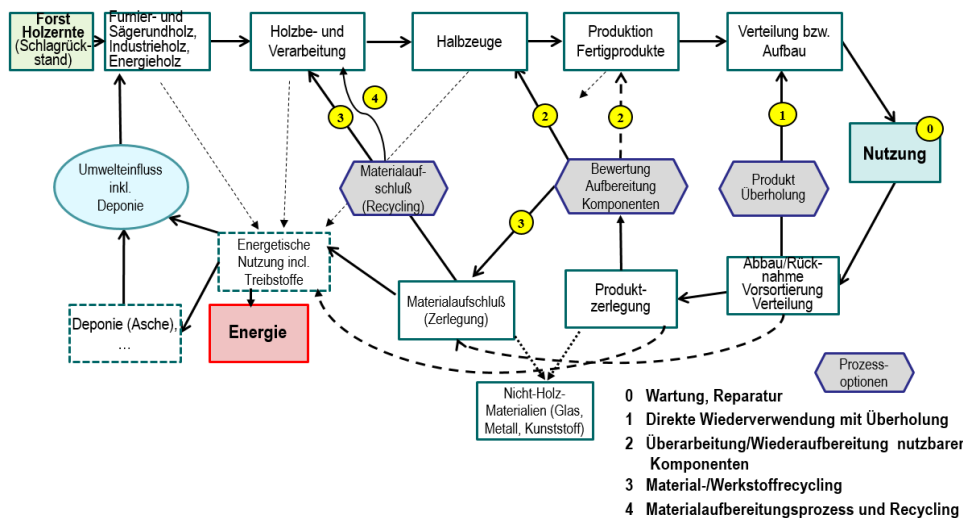 Forst
Holzernte
(Schlagrück-
stand)
Furnier- und
Sägerundholz,
Industrieholz,
Energieholz
Holzbe- und
Verarbeitung
Halbzeuge
Produktion
Fertigprodukte
Verteilung bzw.
Aufbau
4
3
2
2
1
0
Nutzung
Umwelteinfluss
inkl.
Deponie
Materialauf-
schluß
(Recycling)
Bewertung
Aufbereitung
Komponenten
Produkt
Überholung
3
Energetische
Nutzung incl.
Treibstoffe
Materialaufschluß
(Zerlegung)
Produkt-
zerlegung
Abbau/Rück-
nahme
Vorsortierung
Verteilung
Deponie (Asche),
...
Energie
Nicht-Holz-
Materialien (Glas,
Metall, Kunststoff)
Prozess-
optionen
0 Wartung, Reparatur
1 Direkte Wiederverwendung mit Überholung
2 Überarbeitung/Wiederaufbereitung nutzbarer
Komponenten
3 Material-/Werkstoffrecycling
4 Materialaufbereitungsprozess und Recycling